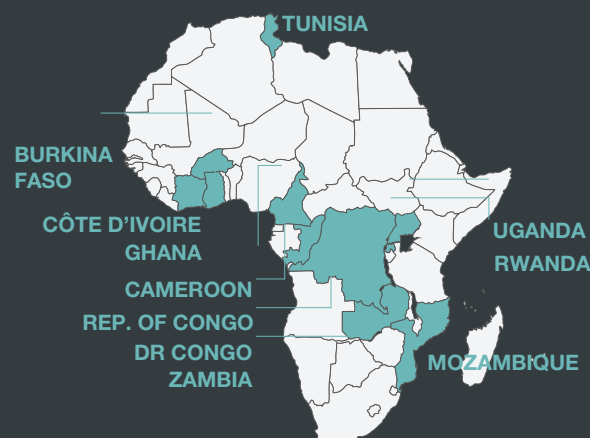 TUNISIA
BURKINA
FASO
CÔTE D'IVOIRE
GHANA
CAMEROON
REP. OF CONGO
DR CONGO
ZAMBIA
UGANDA
RWANDA
MOZAMBIQUE